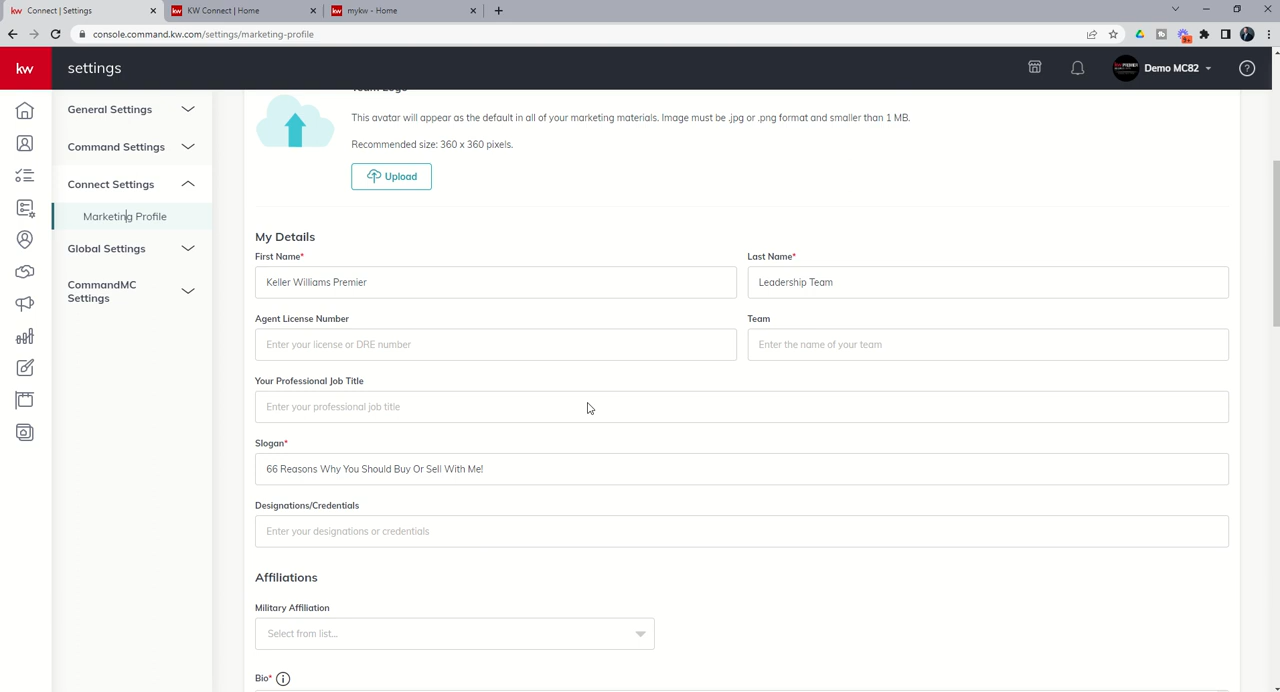 kw Connect | Settings
kw KW Connect | Home
kw mykw - Home
console.command.kw.com/settings/marketing-profile
9+
kw
settings
Demo MC82
General Settings
Command Settings
Connect Settings
Marketing Profile
Global Settings
CommandMC
Settings
Team Logo
This avatar will appear as the default in all of your marketing materials. Image must be .jpg or .png format and smaller than 1 MB.
Recommended size: 360 x 360 pixels.
Upload
My Details
First Name*
Last Name*
Keller Williams Premier
Leadership Team
Agent License Number
Team
Enter your license or DRE number
Enter the name of your team
Your Professional Job Title
Enter your professional job title
Slogan*
66 Reasons Why You Should Buy Or Sell With Me!
Designations/Credentials
Enter your designations or credentials
Affiliations
Military Affiliation
Select from list...
Bio*